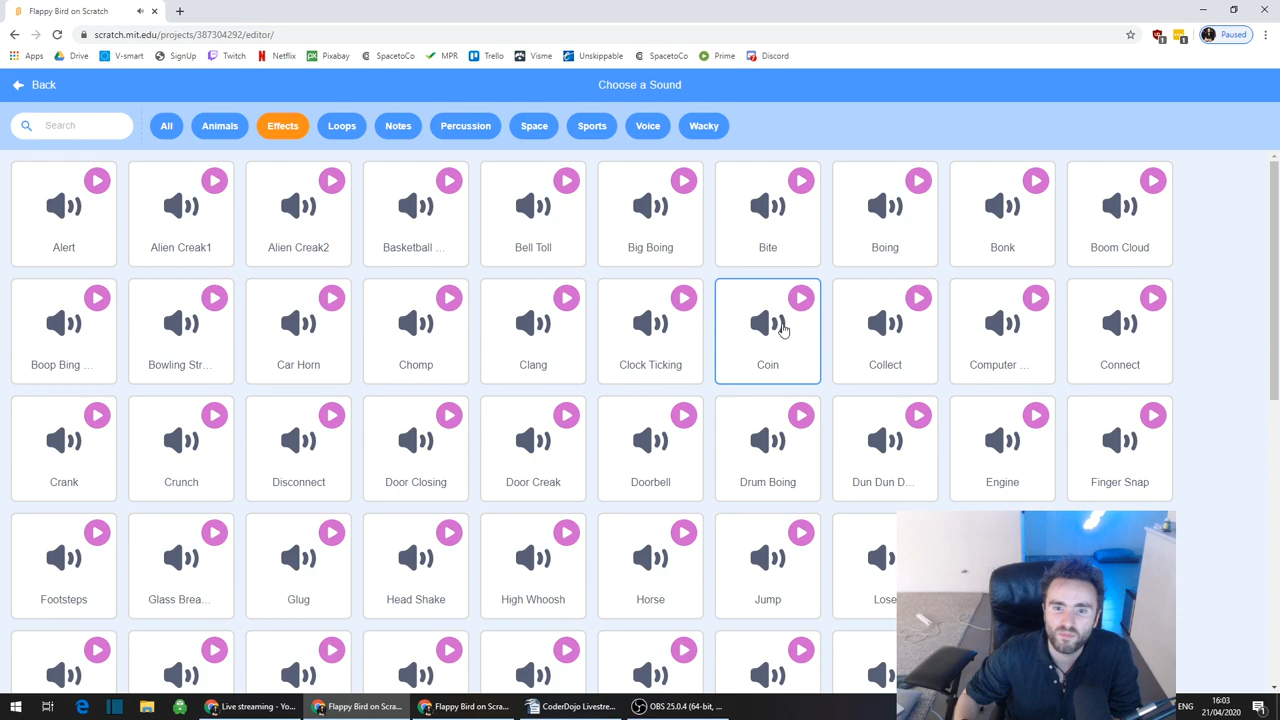 Flappy Bird on Scratch
scratch.mit.edu/projects/387304292/editor/
Paused
Apps Drive V-smart SignUp Twitch Netflix Pixabay SpacetoCo MPR Trello Visme Unskippable SpacetoCo Prime Discord
Back
Choose a Sound
Search
All Animals Effects Loops Notes Percussion Space Sports Voice Wacky
Alert Alien Creak1 Alien Creak2 Basketball ... Bell Toll Big Boing Bite Boing Bonk Boom Cloud
Boop Bing ... Bowling Str... Car Horn Chomp Clang Clock Ticking Coin Collect Computer ... Connect
Crank Crunch Disconnect Door Closing Door Creak Doorbell Drum Boing Dun Dun D... Engine Finger Snap
Footsteps Glass Brea... Glug Head Shake High Whoosh Horse Jump Lose
Live streaming - Yo... Flappy Bird on Scra... Flappy Bird on Scra... CoderDojo Livestre... OBS 25.0.4 (64-bit, ... ENG
16:03
21/04/2020